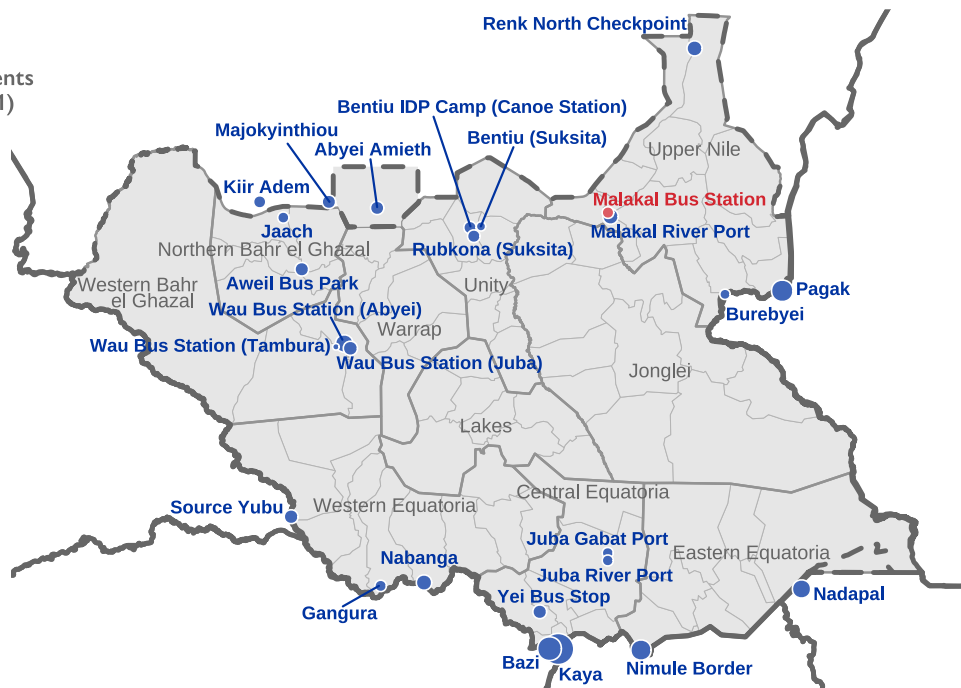 Renk North Checkpoint
1)
Bentiu IDP Camp (Canoe Station)
Majokyinthiou
Bentiu (Suksita)
Abyei Amieth
Upper Nile
Kiir Adem
Malakal Bus Station
Jaach
Malakal River Port
Northern Bahr el Ghazal
Rubkona (Suksita)
Western Bahr
el Ghazal
Aweil Bus Park
Unity
Pagak
Wau Bus Station (Abyei)
Burebyei
Warrap
Wau Bus Station (Tambura)
Wau Bus Station (Juba)
Jonglei
Lakes
Central Equatoria
Western Equatoria
Source Yubu
Juba Gabat Port
Eastern Equatoria
Nabanga
Juba River Port
Yei Bus Stop
Nadapal
Gangura
Bazi
Nimule Border
Kaya